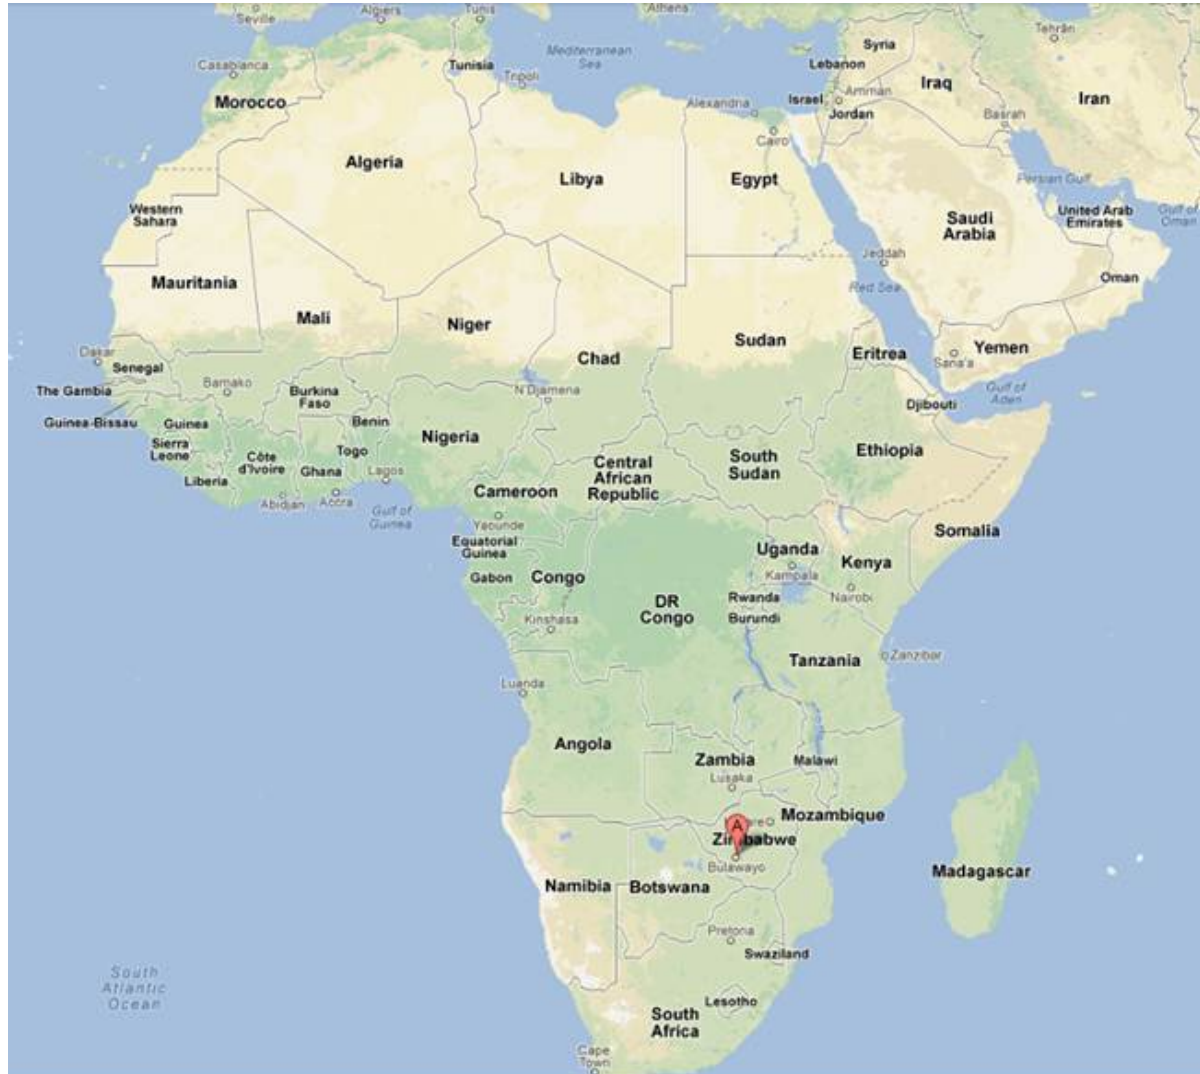 Seville
Algiers
Tunis
Athens
Tehrān
Casablanca
Tunisia
Tripoli
Mediterranean
Sea
Syria
Lebanon
Iraq
Iran
Morocco
Alexandria
Israel
Amman
Jordan
Basrah
Cairo
Algeria
Libya
Egypt
Persian Gulf
Western
Sahara
Saudi
Arabia
United Arab
Emirates
Gulf of
Oman
Jeddah
Oman
Mauritania
Red Sea
Mali
Niger
Chad
Sudan
Eritrea
Yemen
Sana'a
Dakar
Senegal
The Gambia
Bamako
Burkina
Faso
N'Djamena
Gulf of
Aden
Djibouti
Guinea-Bissau
Guinea
Benin
Nigeria
Sierra
Leone
Côte
d'Ivoire
Togo
Ghana
Lagos
Liberia
Central
African
Republic
South
Sudan
Ethiopia
Abidjan
Accra
Gulf of
Guinea
Cameroon
Yaounde
Equatorial
Guinea
Somalia
Uganda
Kampala
Kenya
Gabon
Congo
Nairobi
DR
Congo
Rwanda
Burundi
Kinshasa
Tanzania
Zanzibar
Luanda
Angola
Zambia
Lusaka
Malawi
Mozambique
A
Zimbabwe
Bulawayo
Madagascar
Namibia
Botswana
Pretoria
Swaziland
South
Atlantic
Ocean
Lesotho
South
Africa
Cape
Town